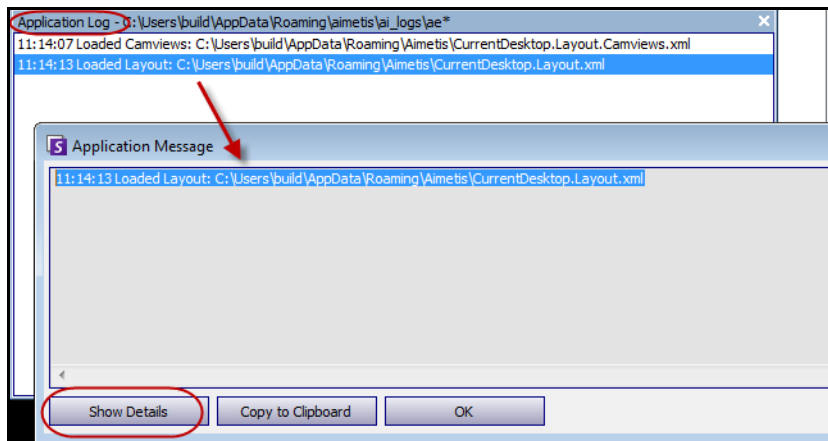 Application Log - C:\Users\build\AppData\Roaming\aimetis\ai_logs\ae*
11:14:07 Loaded Camviews: C:\Users\build\AppData\Roaming\Aimetis\CurrentDesktop.Layout.Camviews.xml
11:14:13 Loaded Layout: C:\Users\build\AppData\Roaming\Aimetis\CurrentDesktop.Layout.xml
S Application Message
11:14:13 Loaded Layout: C:\Users\build\AppData\Roaming\Aimetis\CurrentDesktop.Layout.xml
Show Details Copy to Clipboard OK